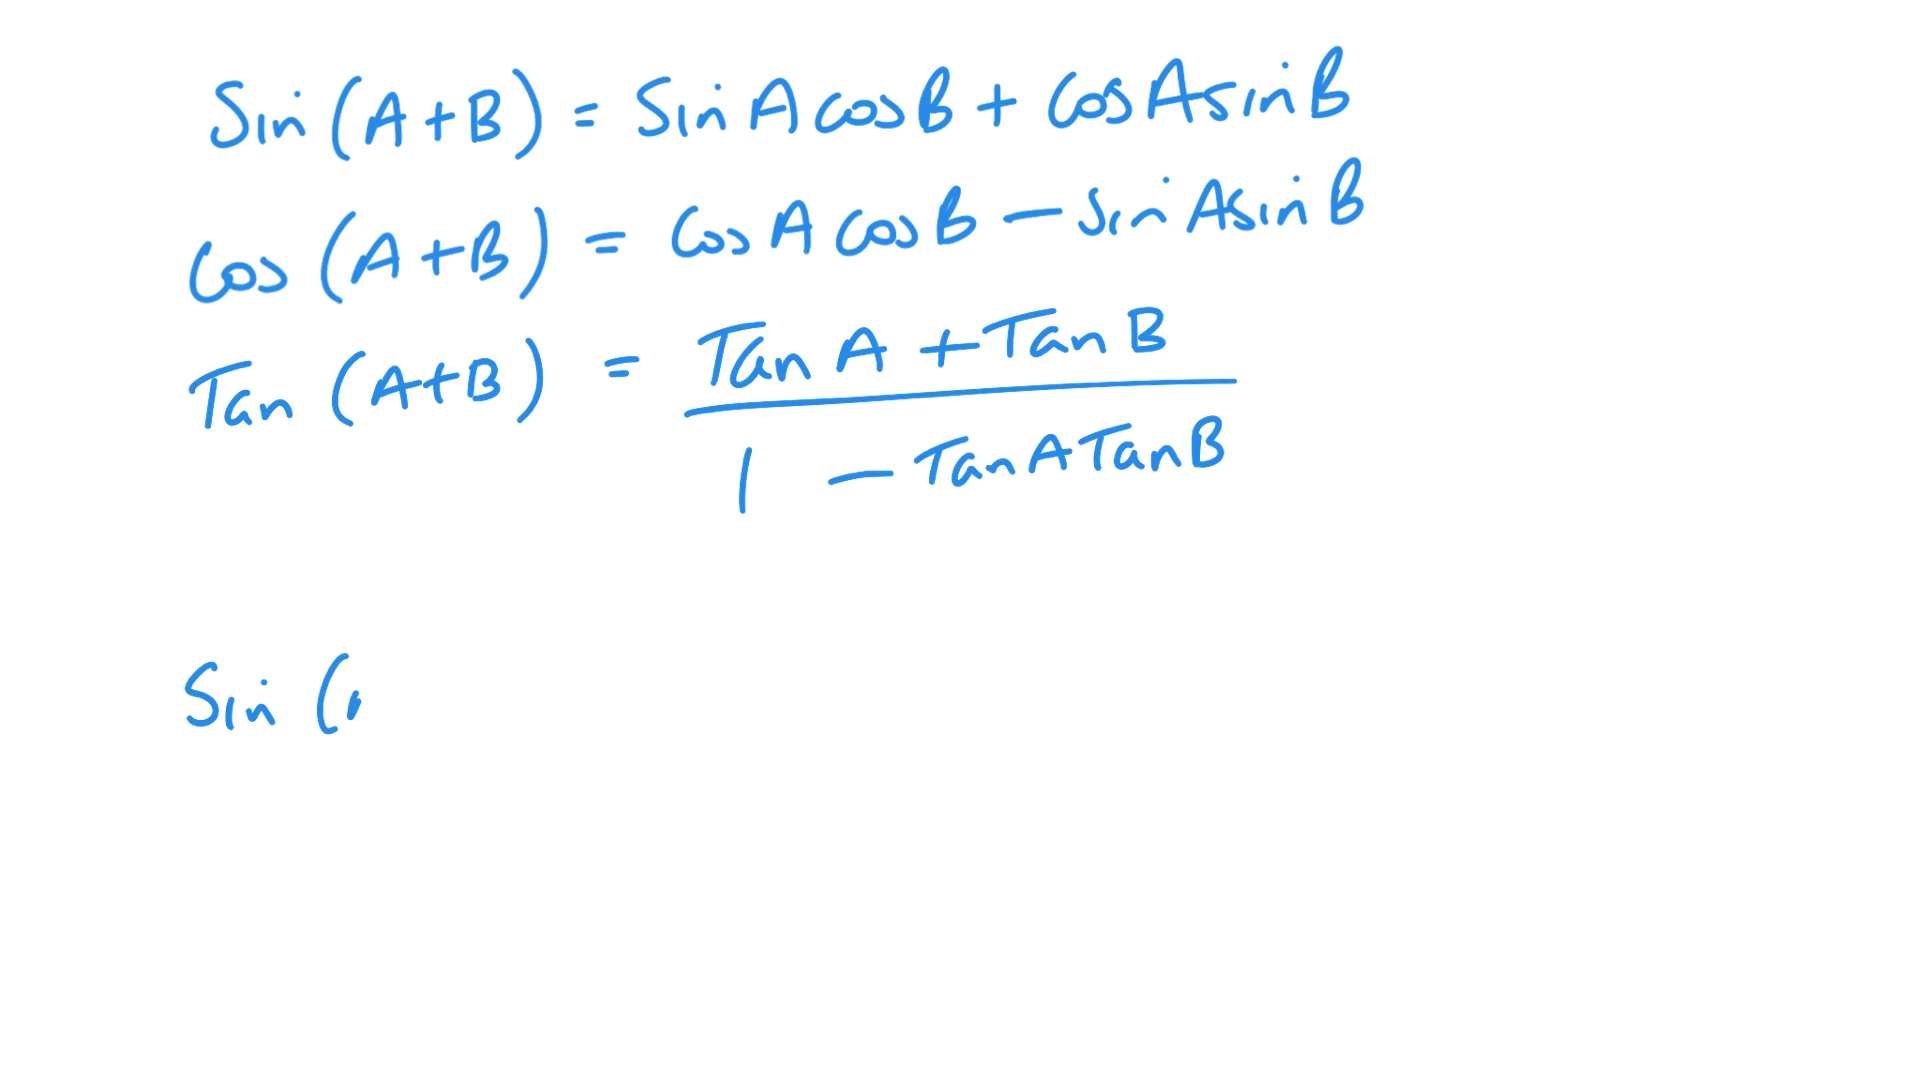 Sin (A+B) = Sin A cos B + Cos A sin B
Cos (A+B) = Cos A Cos B − sin A sin B
Tan (A+B) = Tan A + Tan B
1 − Tan A Tan B
Sin (